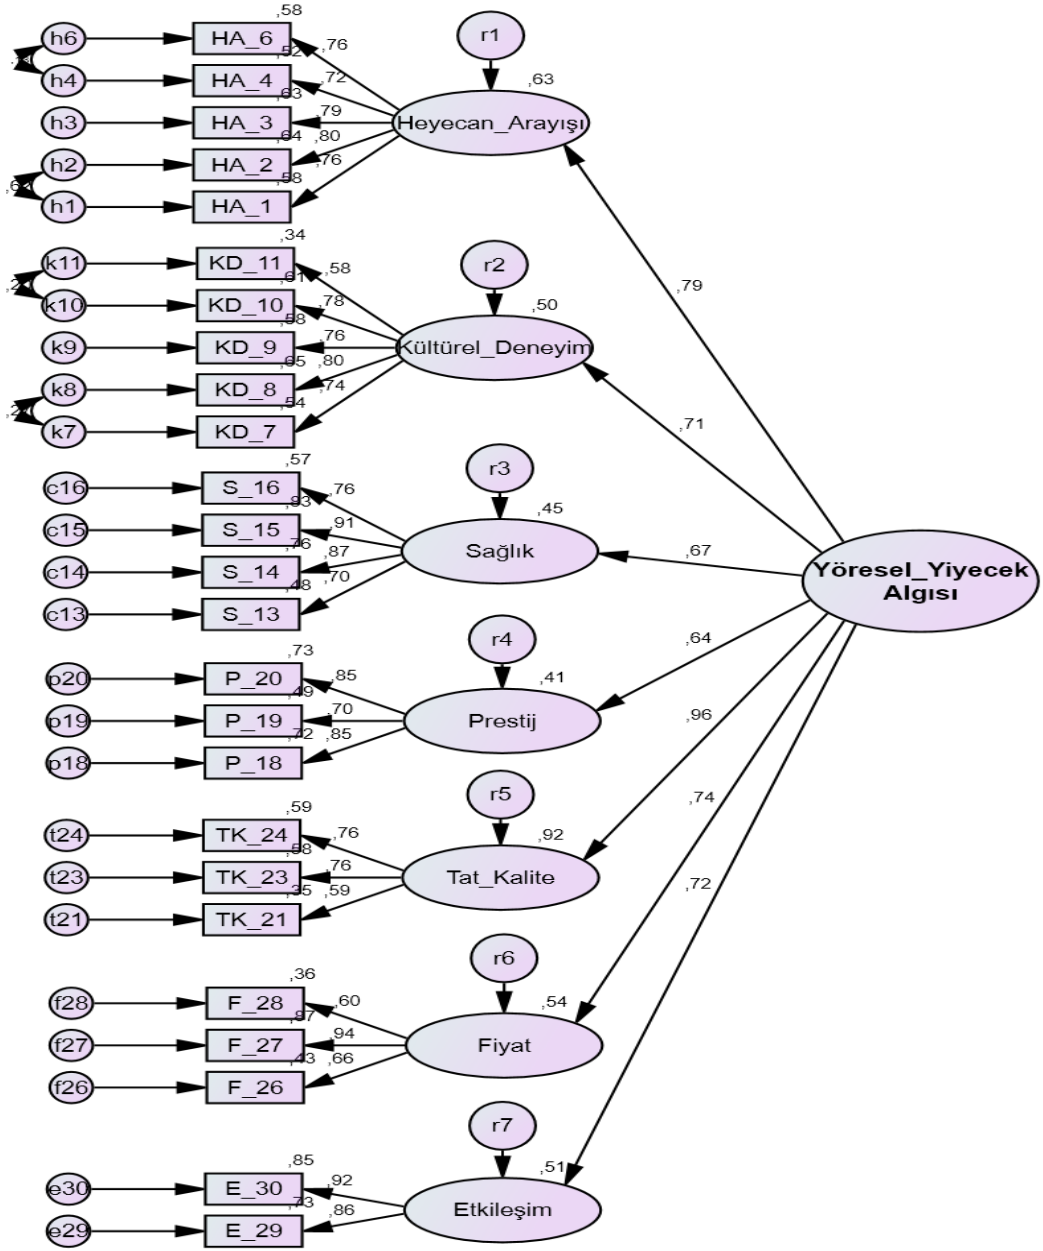 ,58
h6 HA_6 ,76 r1
,52
h4 HA_4 ,72 ,63
,63
h3 HA_3 ,79 Heyecan_Arayışı
,64 ,80
h2 HA_2 ,76
,58
h1 HA_1
,34
k11 KD_11 ,58 r2
,61
k10 KD_10 ,78 ,50
,58
k9 KD_9 ,76 Kültürel_Deneyim
,65 ,80
k8 KD_8 ,74
,54
k7 KD_7
,79
,71
,57
c16 S_16 ,76 r3
,83
c15 S_15 ,91 ,45
,76
c14 S_14 ,87 Sağlık ,67
,48 ,70
c13 S_13
Yöresel_Yiyecek
Algısı
,73
p20 P_20 ,85 r4 ,64
,49
p19 P_19 ,70 ,41 Prestij
,72 ,85
p18 P_18
,96
,59
t24 TK_24 ,76 r5
,58
t23 TK_23 ,76 ,92 Tat_Kalite
,35 ,59
t21 TK_21
,74
,72
,36
f28 F_28 ,60 r6
,87
f27 F_27 ,94 ,54 Fiyat
,43 ,66
f26 F_26
,85
e30 E_30 ,92 r7 ,51
,73
e29 E_29 ,86 Etkileşim